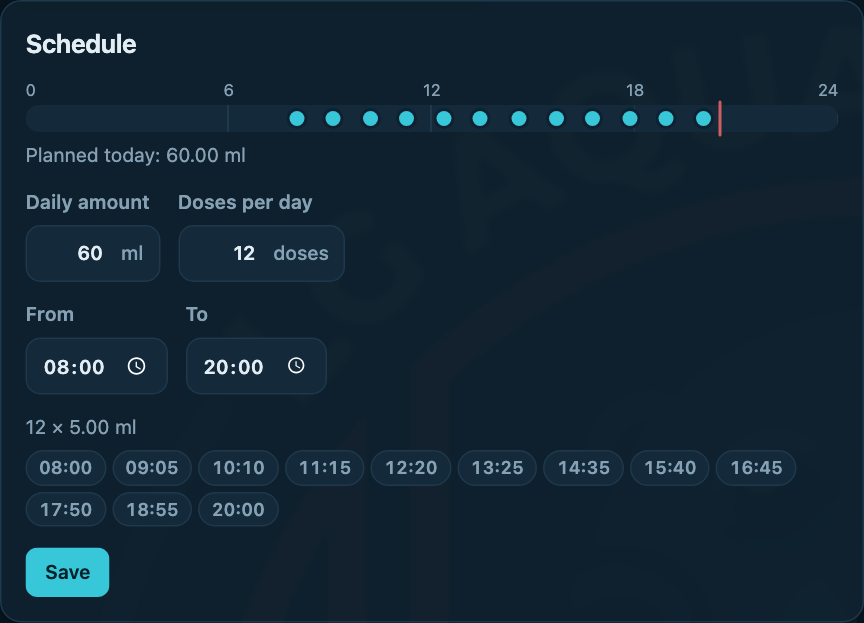 Schedule
0 6 12 18 24
Planned today: 60.00 ml
Daily amount Doses per day
60 ml 12 doses
From To
08:00 20:00
12 × 5.00 ml
08:00 09:05 10:10 11:15 12:20 13:25 14:35 15:40 16:45
17:50 18:55 20:00
Save